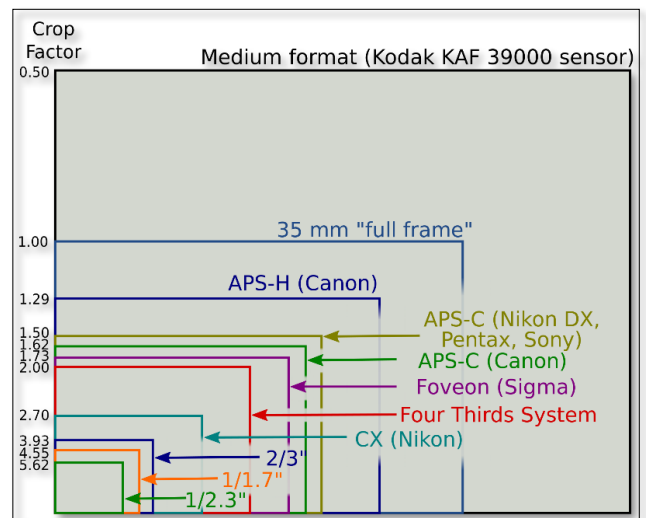 Crop
Factor
Medium format (Kodak KAF 39000 sensor)
0.50
35 mm "full frame"
1.00
APS-H (Canon)
1.29
APS-C (Nikon DX,
Pentax, Sony)
1.50
1.62
APS-C (Canon)
1.73
Foveon (Sigma)
2.00
Four Thirds System
2.70
CX (Nikon)
3.93
2/3"
4.55
1/1.7"
5.62
1/2.3"